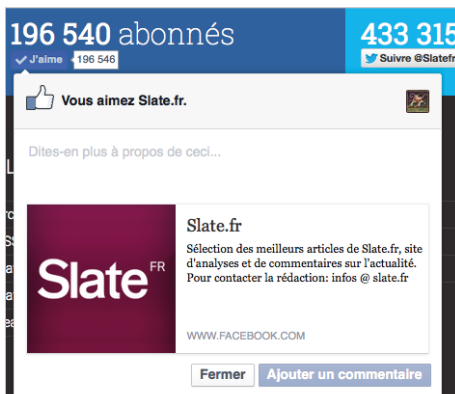 196 540 abonnés
433 315
J'aime
196 546
Suivre @Slatefr
Vous aimez Slate.fr.
Dites-en plus à propos de ceci...
Slate FR
Slate.fr
Sélection des meilleurs articles de Slate.fr, site
d'analyses et de commentaires sur l'actualité.
Pour contacter la rédaction: infos @ slate.fr
WWW.FACEBOOK.COM
Fermer
Ajouter un commentaire